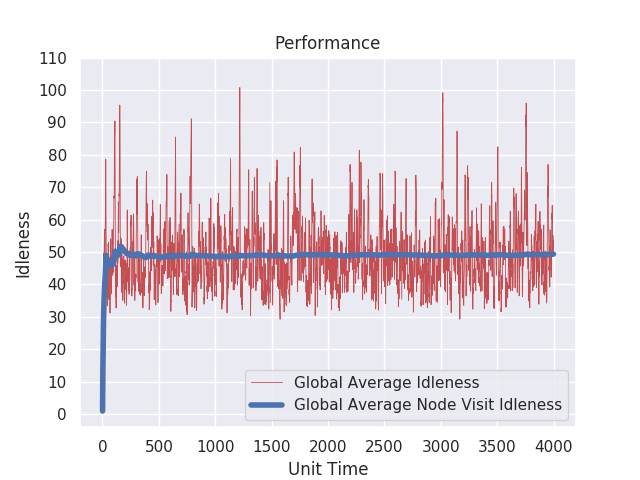 Performance
110
100
90
80
70
60
50
40
30
20
10
0
Idleness
Global Average Idleness
Global Average Node Visit Idleness
0 500 1000 1500 2000 2500 3000 3500 4000
Unit Time